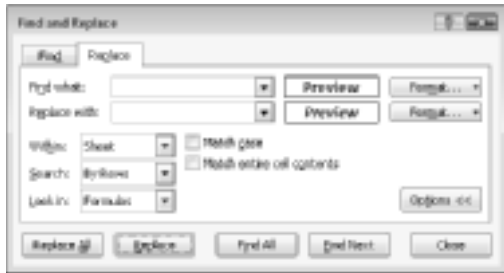 Find and Replace
Find Replace
Find what: Preview Format...
Replace with: Preview Format...
Within: Sheet Match case
Search: By Rows Match entire cell contents
Look in: Formulas Options <<
Replace All Replace Find All Find Next Close